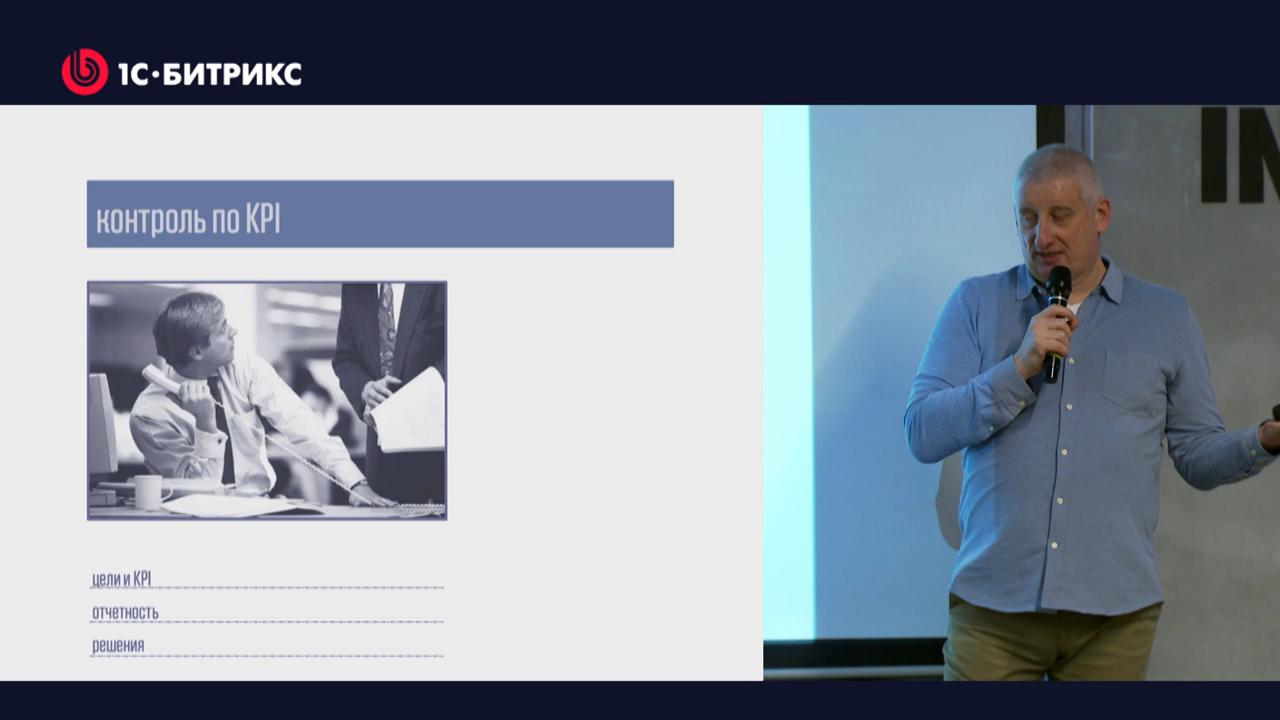 1С·БИТРИКС
контроль по KPI
цели и KPI
отчетность
решения